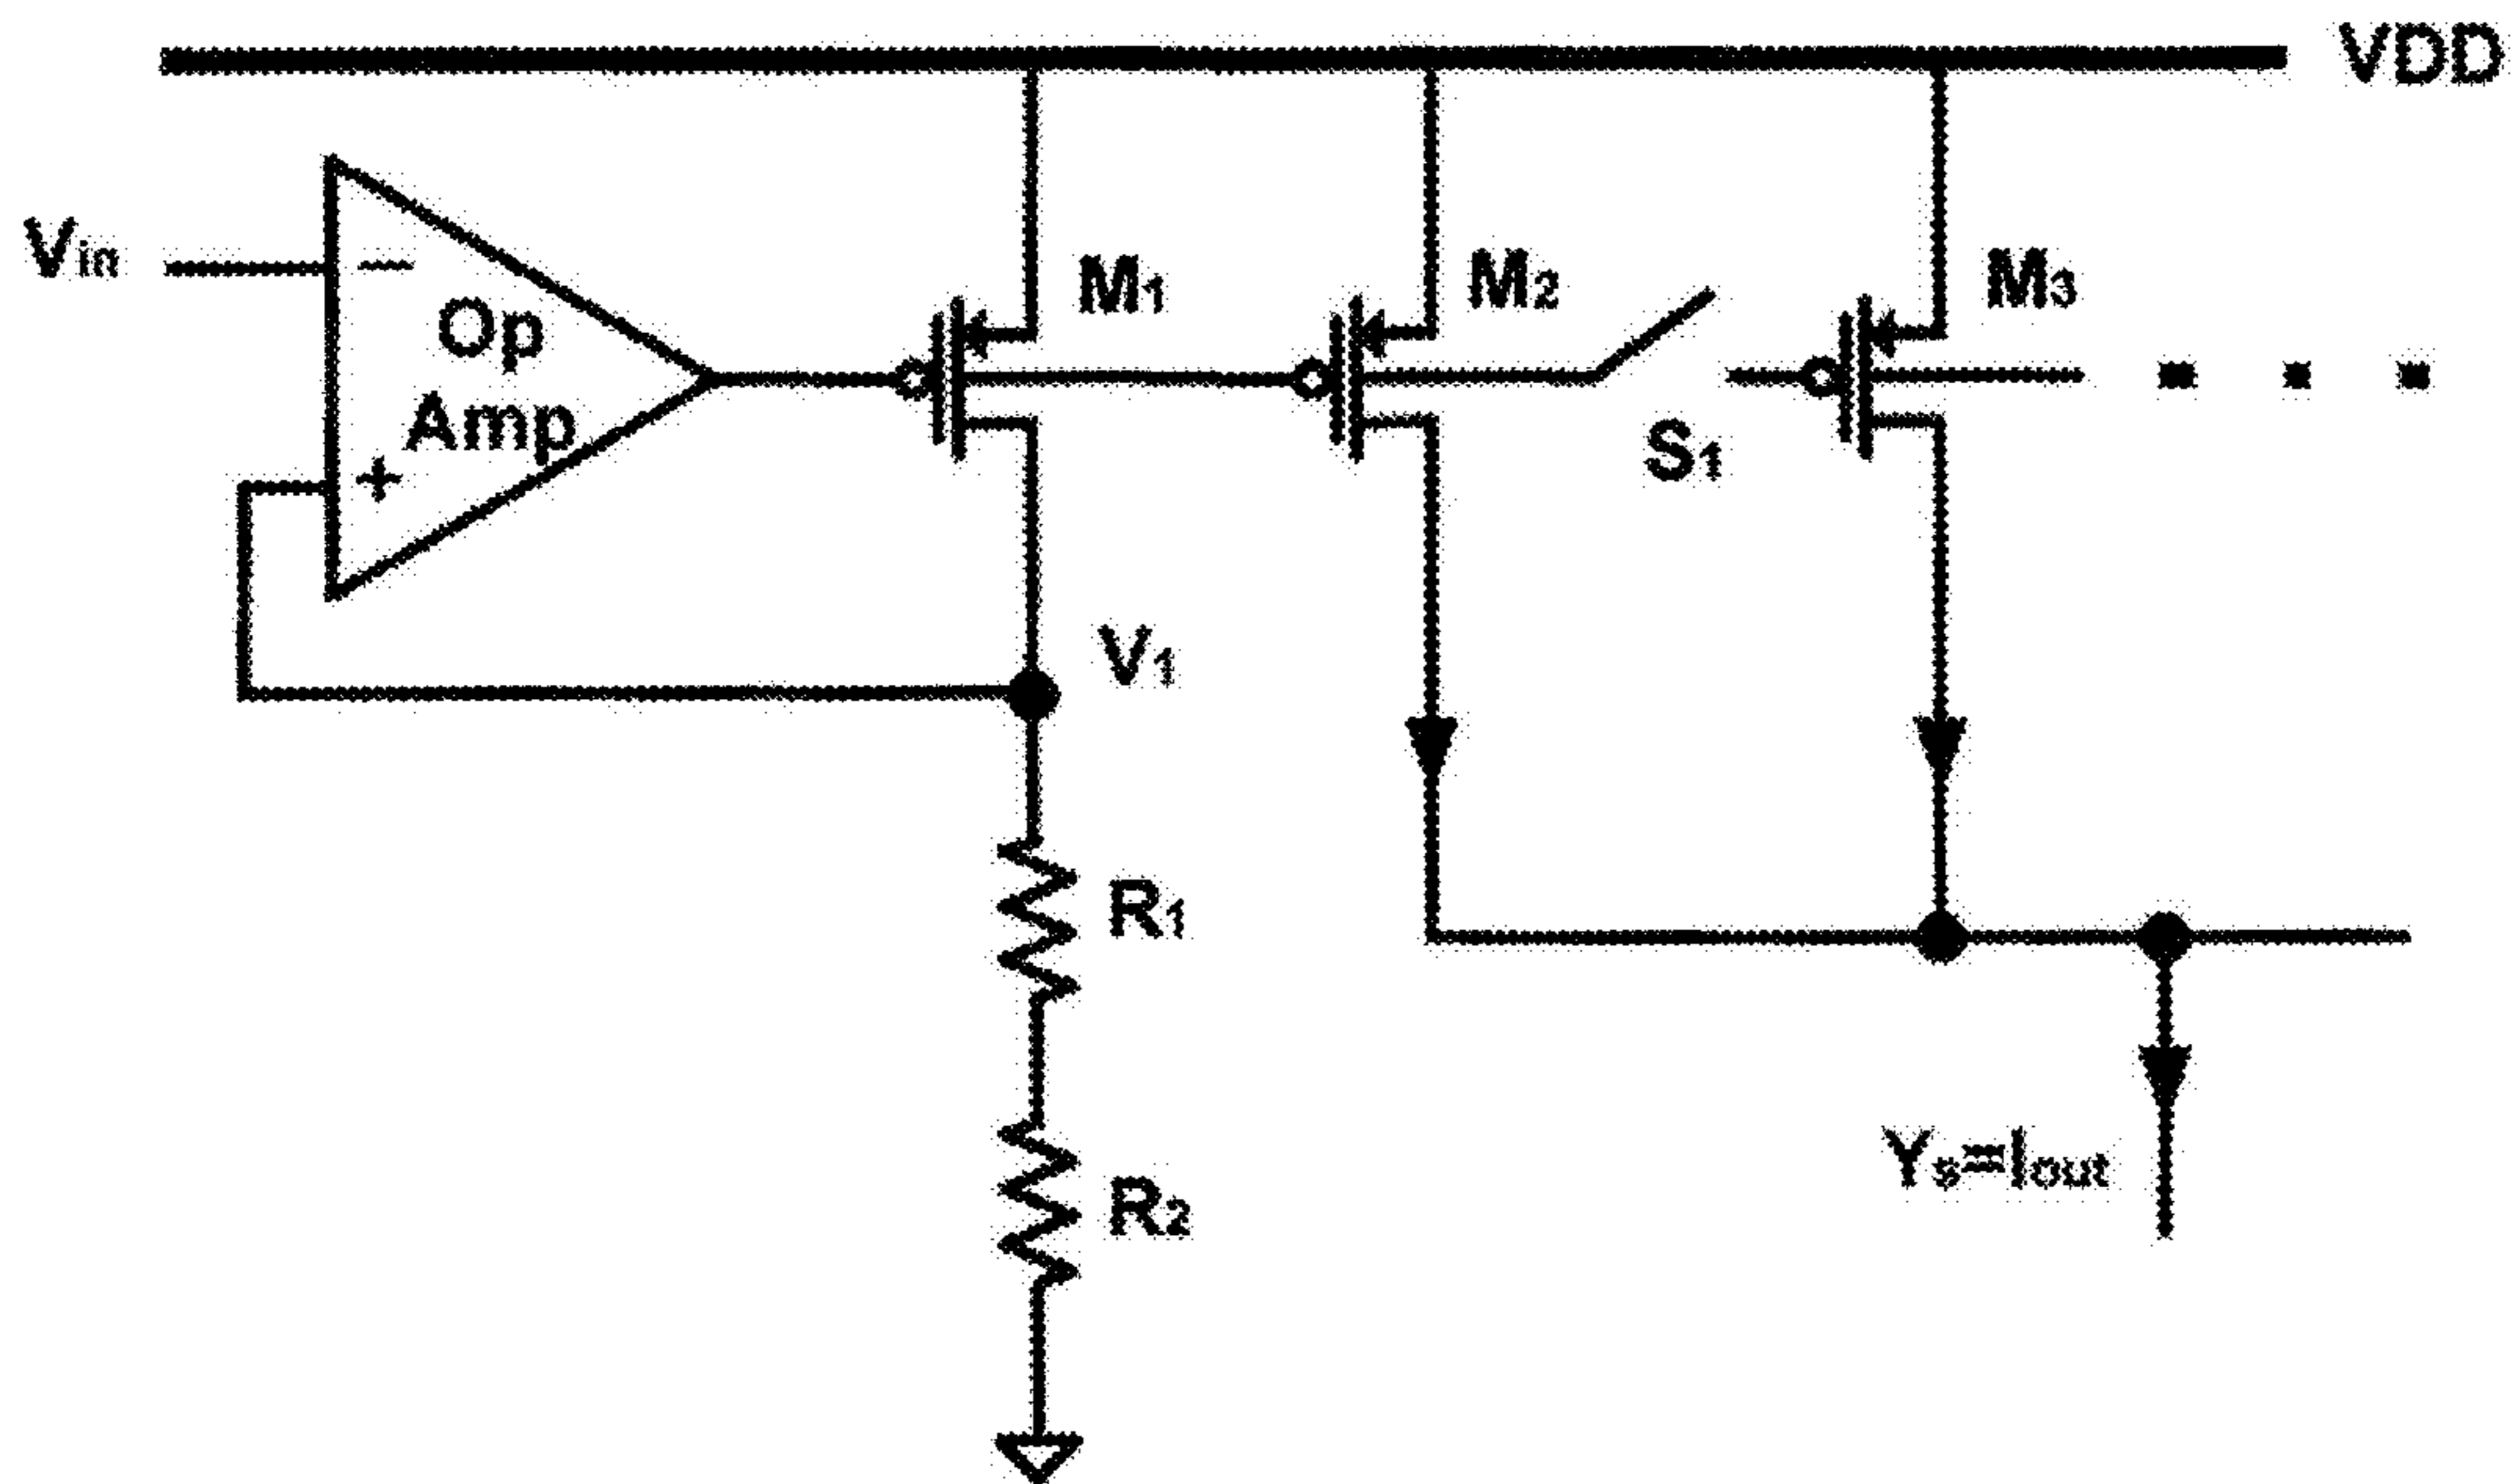 VDD
Vin
−
Op
Amp
+
M1
M2
M3
S1
V1
R1
R2
Ys=Iout